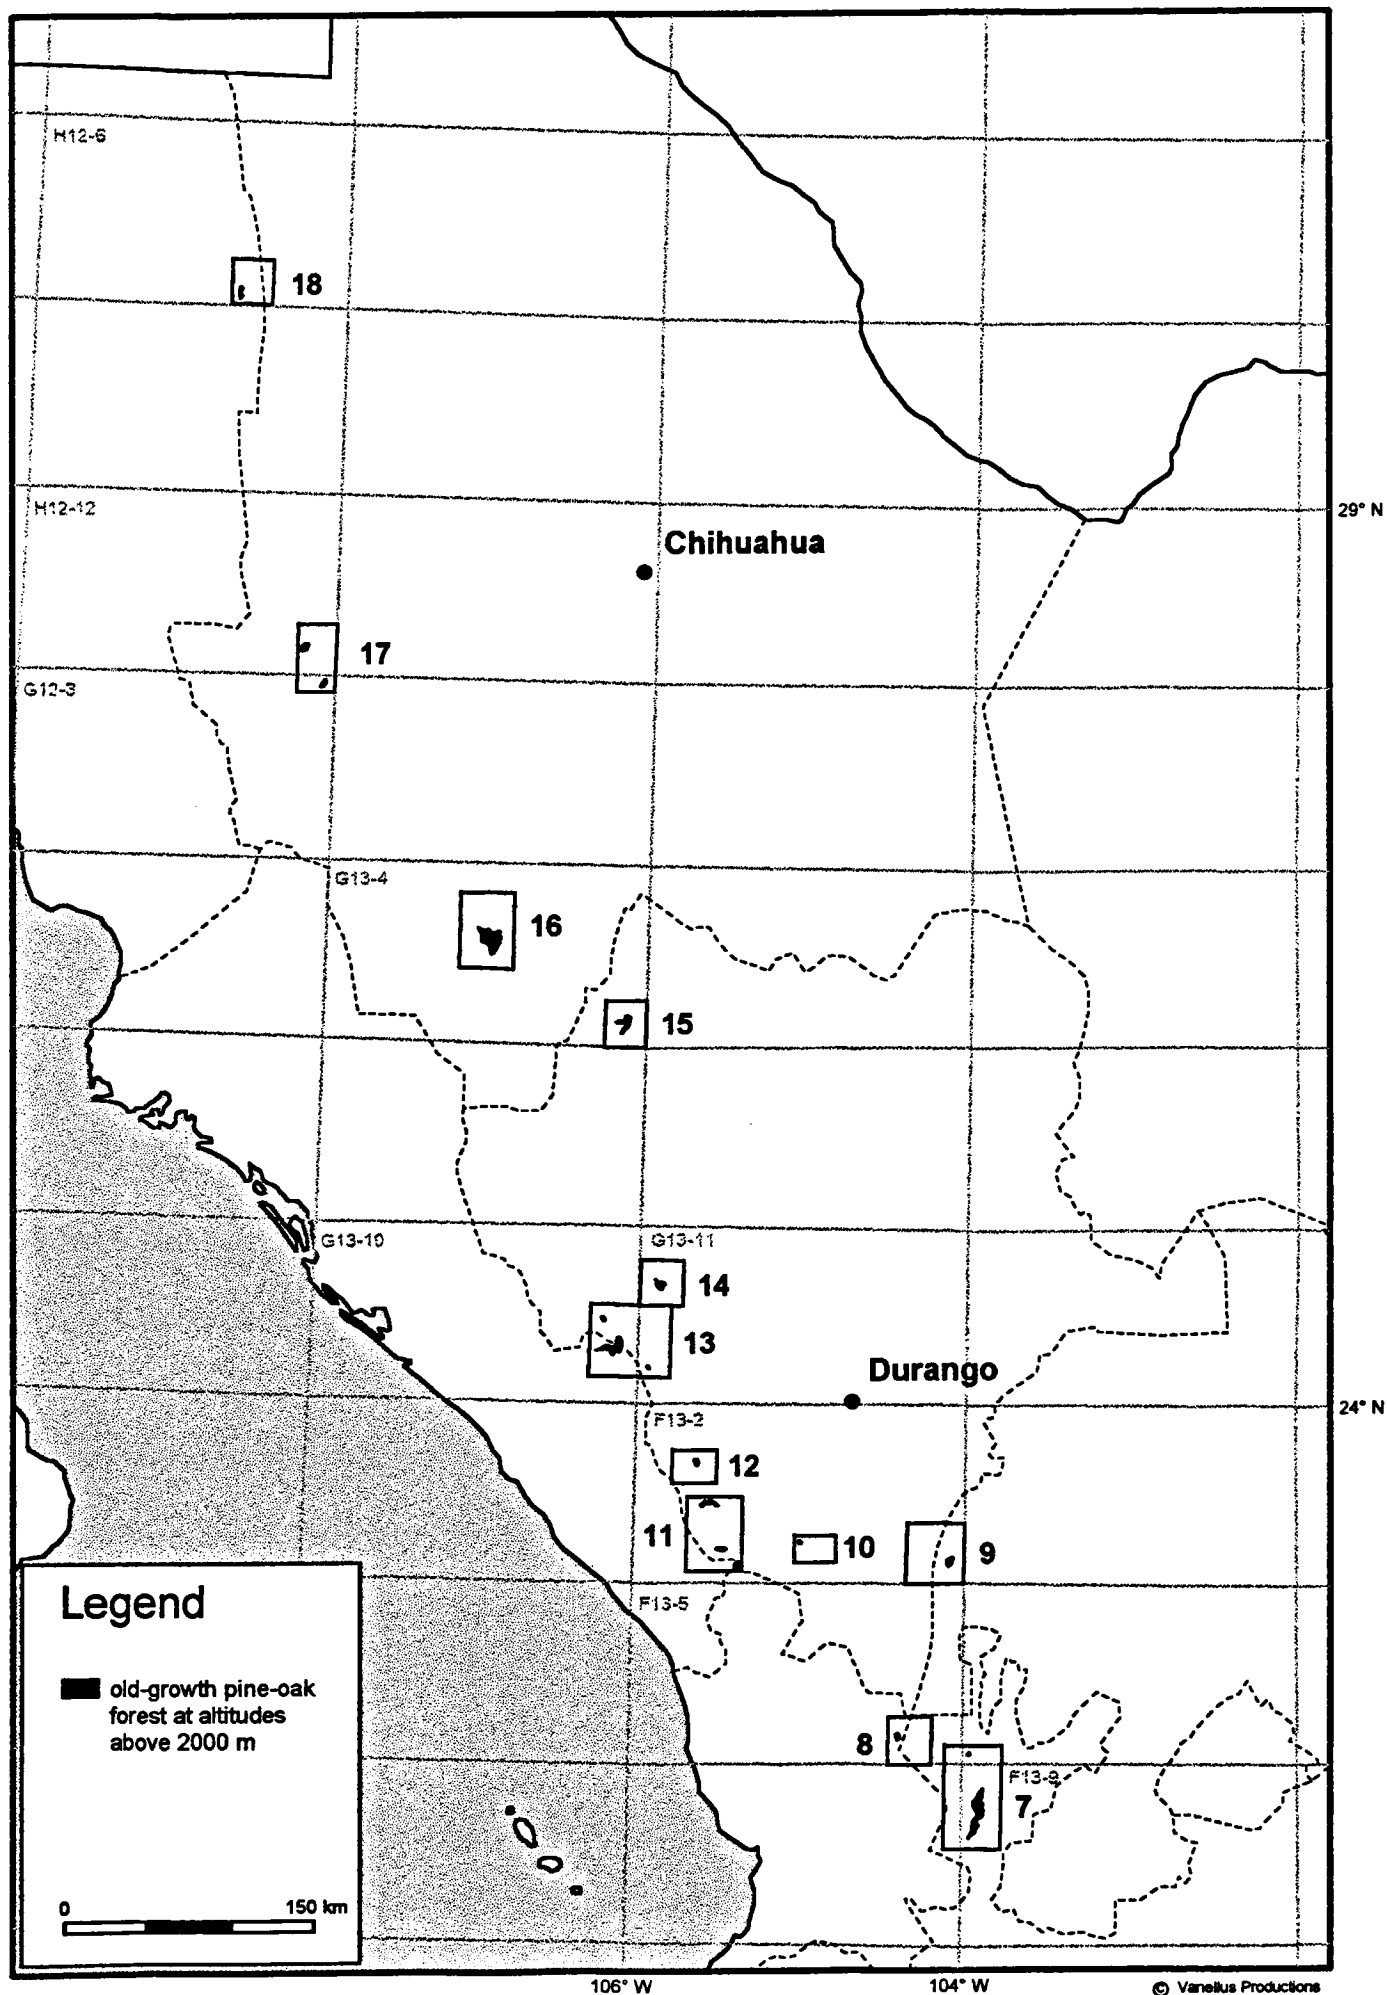 H12-6
18
H12-12
29° N
Chihuahua
17
G12-3
G13-4
16
15
G13-10
G13-11
14
13
Durango
24° N
F13-2
12
11
10
9
F13-5
Legend
old-growth pine-oak
forest at altitudes
above 2000 m
8
F13-9
7
0
150 km
106° W
104° W
© Vanellus Productions